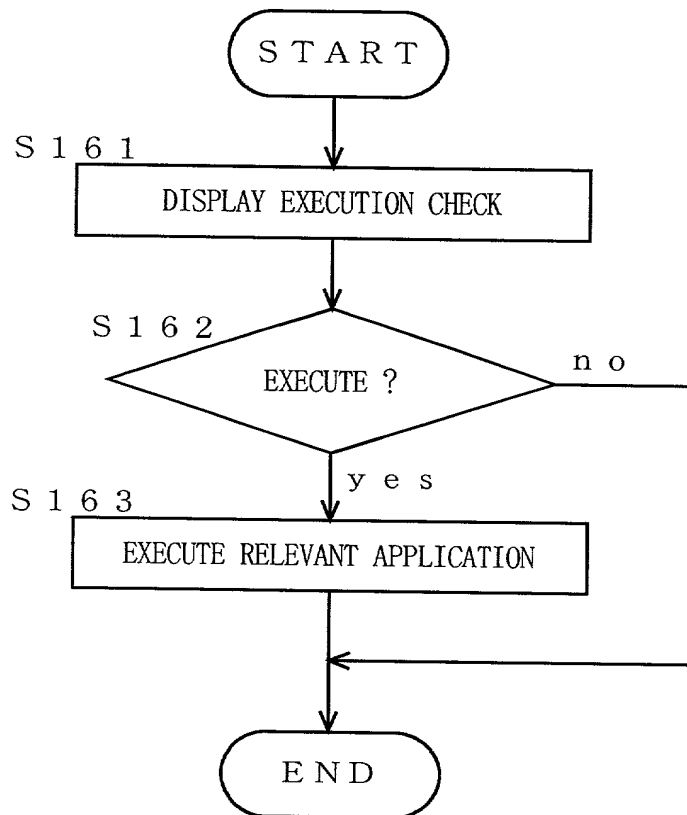 START
S161
DISPLAY EXECUTION CHECK
S162
EXECUTE ?
no
yes
S163
EXECUTE RELEVANT APPLICATION
END